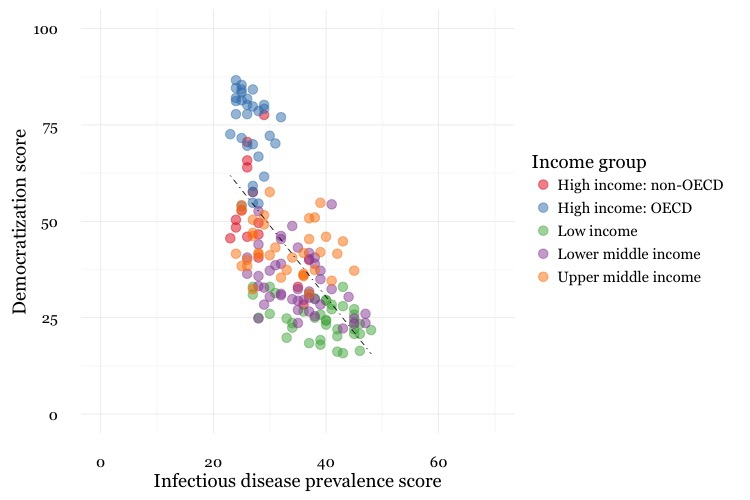 100
75
50
25
0
Democratization score
0 20 40 60
Infectious disease prevalence score
Income group
High income: non-OECD
High income: OECD
Low income
Lower middle income
Upper middle income